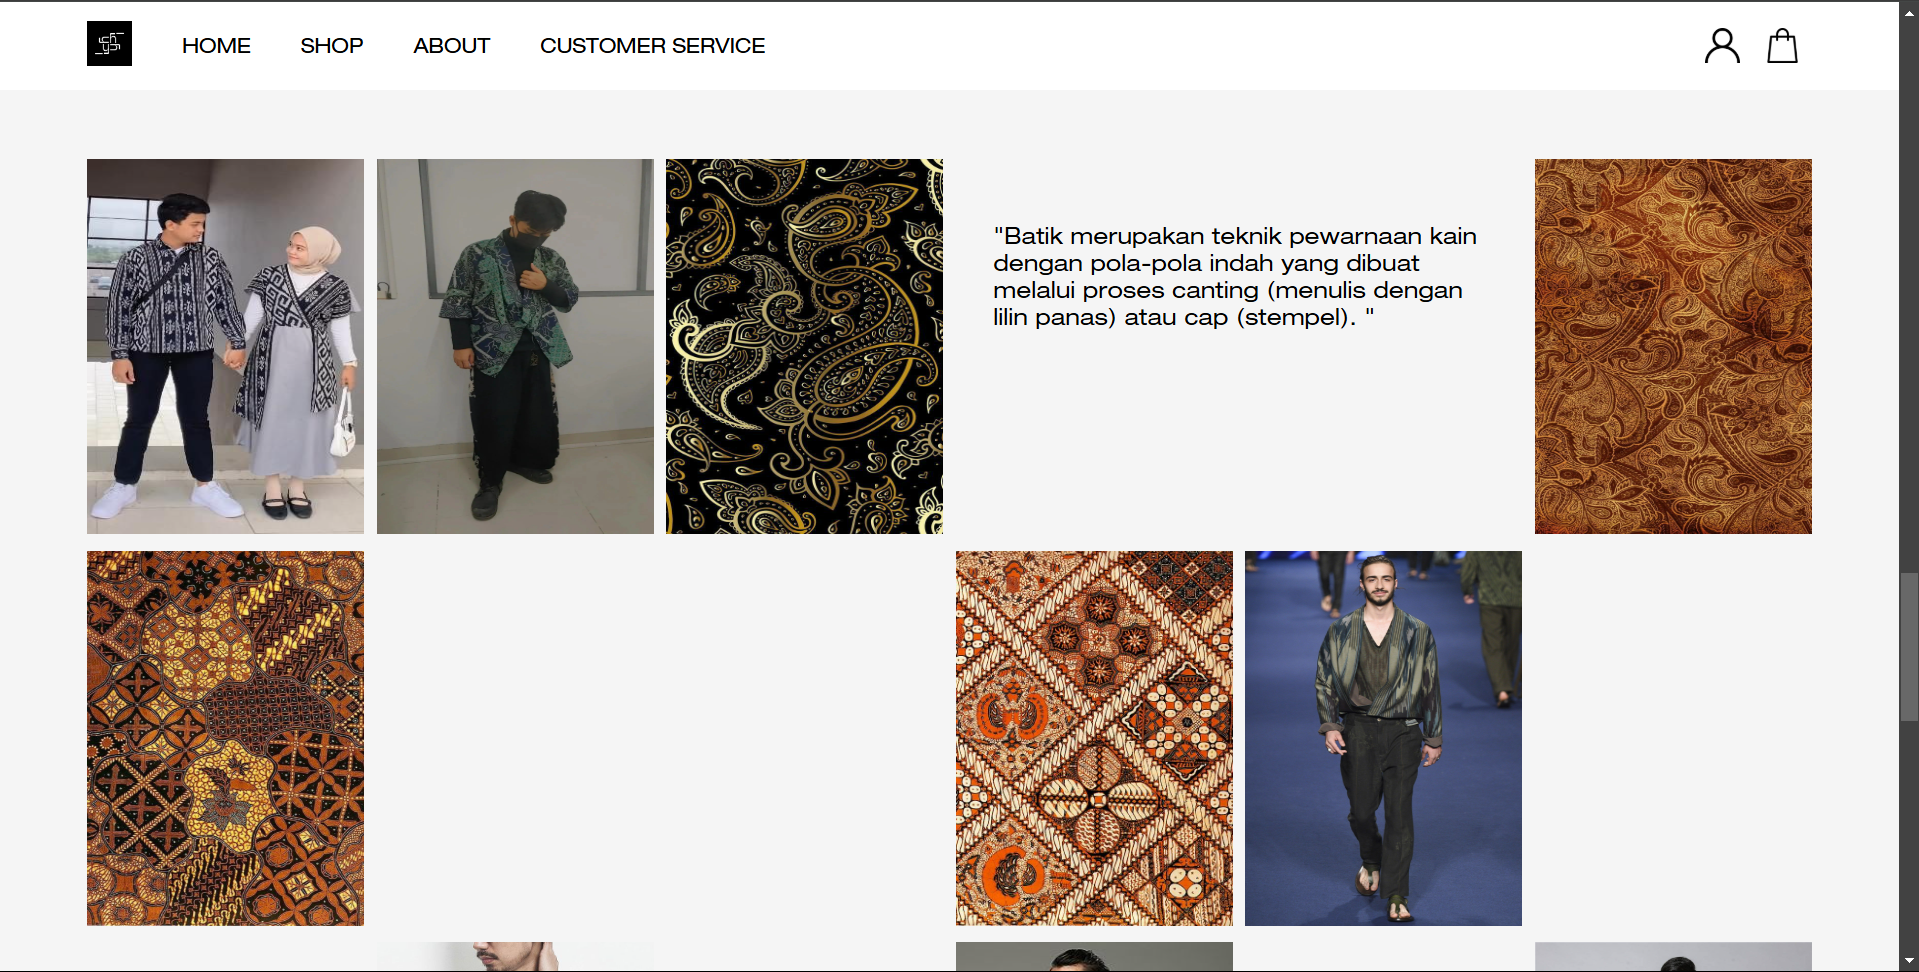 HOME SHOP ABOUT CUSTOMER SERVICE
"Batik merupakan teknik pewarnaan kain
dengan pola-pola indah yang dibuat
melalui proses canting (menulis dengan
lilin panas) atau cap (stempel). "